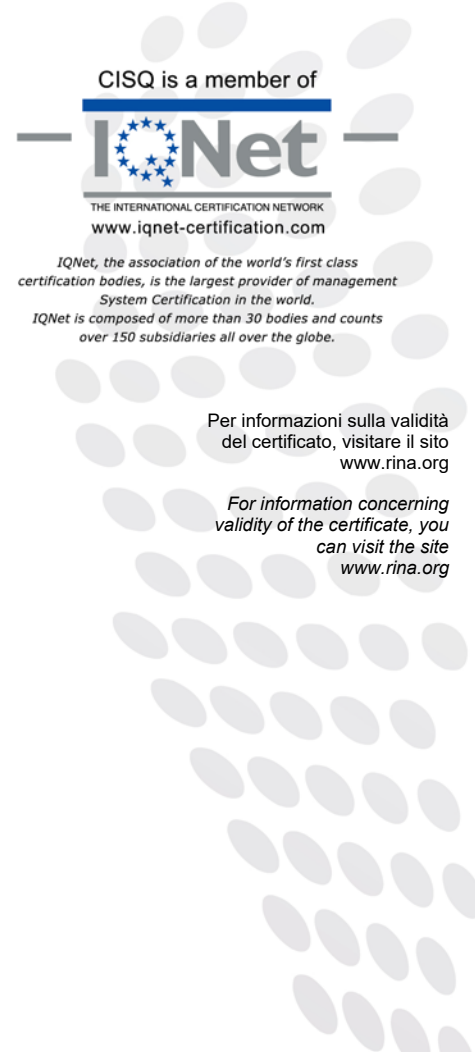 CISQ is a member of
IQNet
THE INTERNATIONAL CERTIFICATION NETWORK
www.iqnet-certification.com
IQNet, the association of the world's first class
certification bodies, is the largest provider of management
System Certification in the world.
IQNet is composed of more than 30 bodies and counts
over 150 subsidiaries all over the globe.
Per informazioni sulla validità
del certificato, visitare il sito
www.rina.org
For information concerning
validity of the certificate, you
can visit the site
www.rina.org